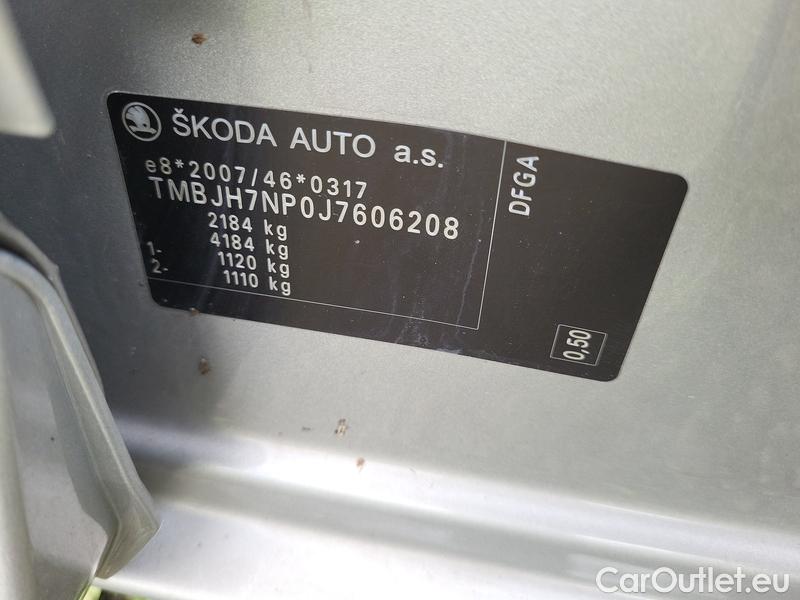 ŠKODA AUTO a.s.
e8*2007/46*0317
TMBJH7NP0J7606208
2184 kg
4184 kg
1- 1120 kg
2- 1110 kg
DFGA
0,50
CarOutlet.eu